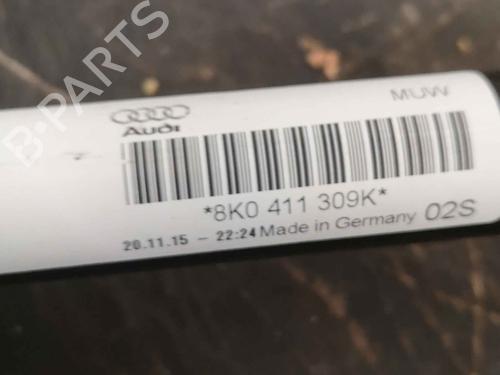 MUW
Audi
*8K0 411 309K*
20.11.15 - 22:24 Made in Germany 02S
B-PARTS